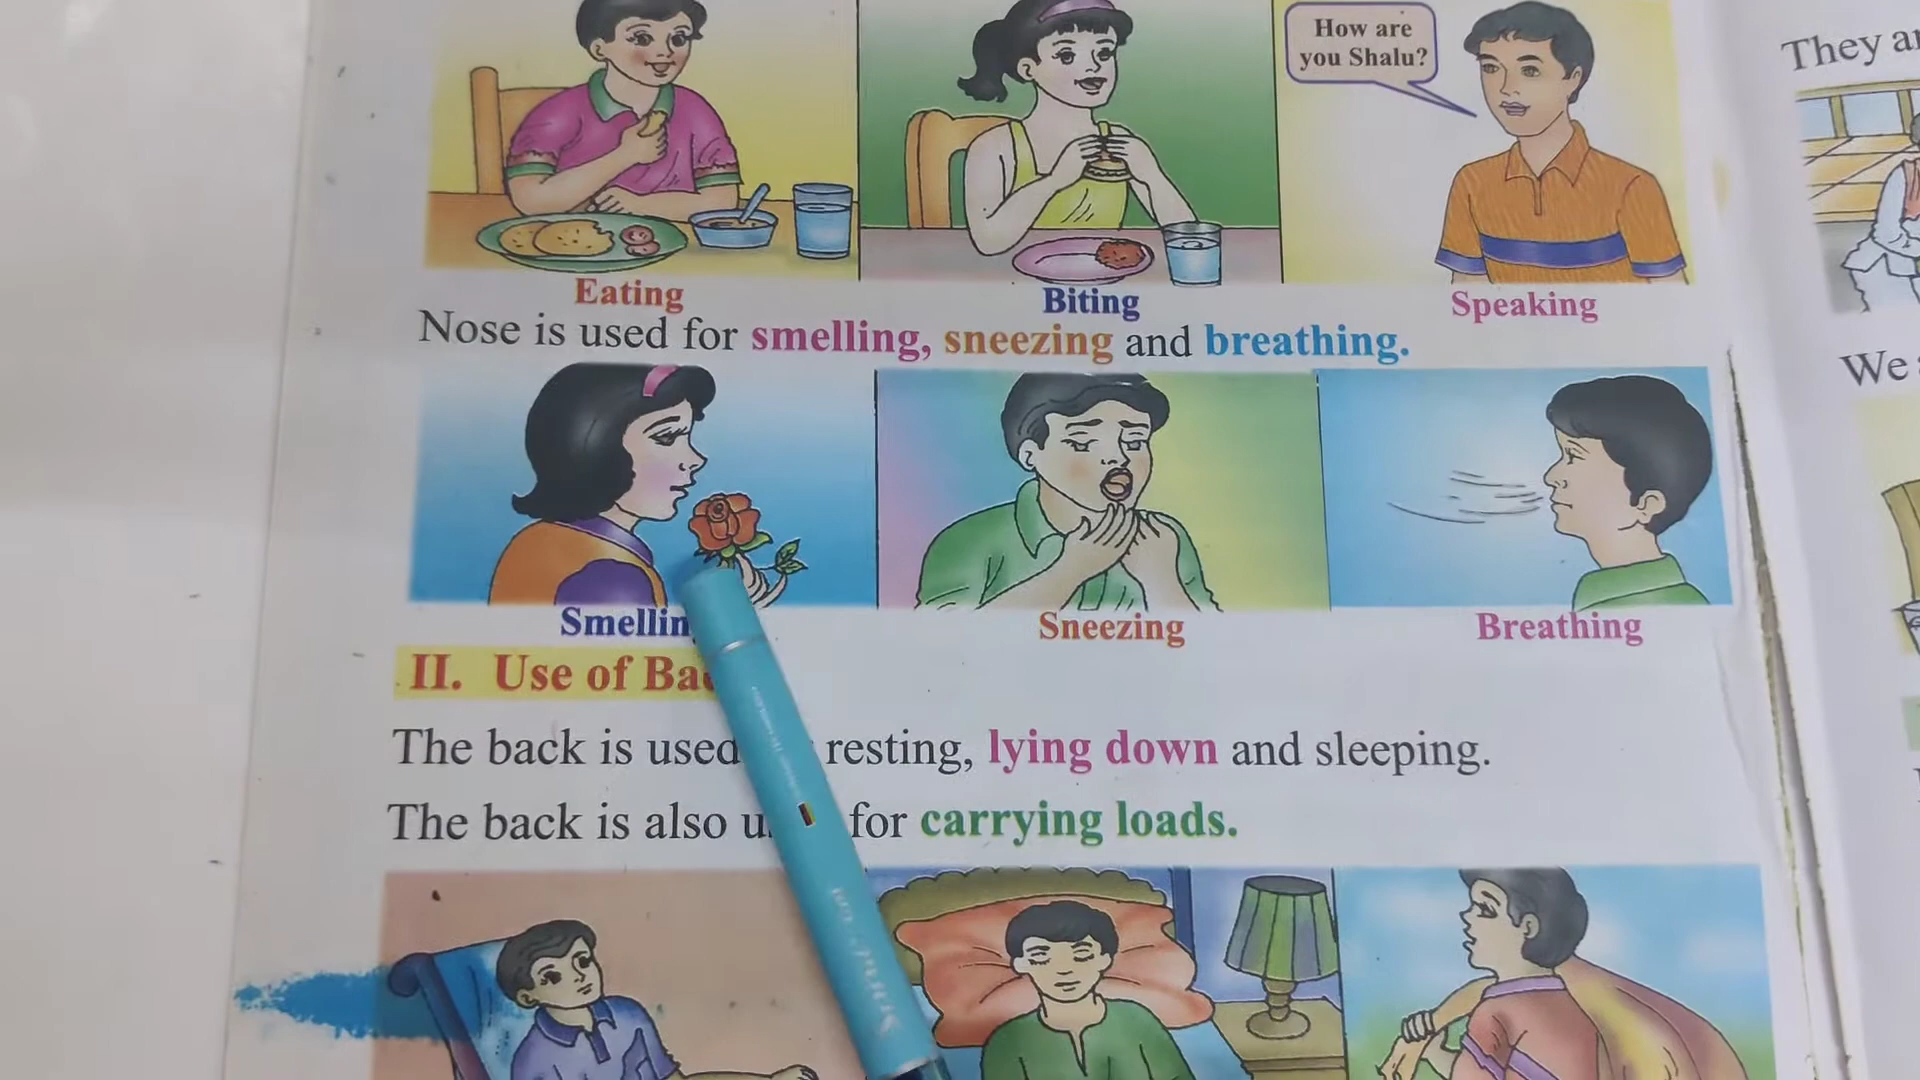 How are
you Shalu?
Eating
Biting
Speaking
Nose is used for smelling, sneezing and breathing.
Smellin
Sneezing
Breathing
II. Use of Ba
The back is used resting, lying down and sleeping.
The back is also u for carrying loads.
They ar
We